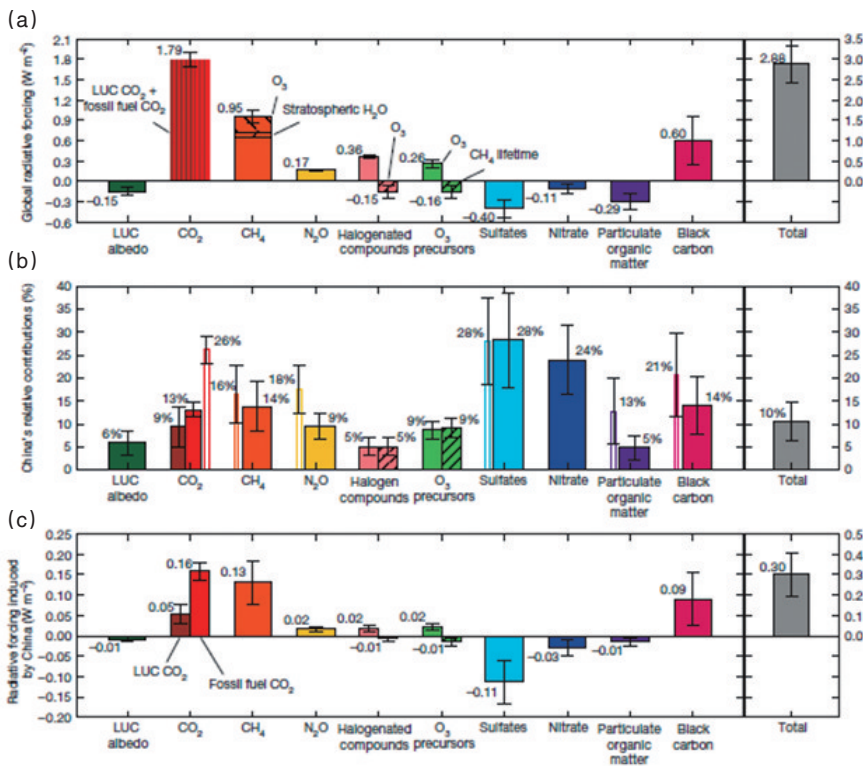 (a)
Global radiative forcing (W m⁻²)
2.1
1.8
1.5
1.2
0.9
0.6
0.3
0.0
−0.3
−0.6
3.5
3.0
2.5
2.0
1.5
1.0
0.5
0.0
1.79
LUC CO₂ +
fossil fuel CO₂
0.95
O₃
Stratospheric H₂O
0.17
0.36
O₃
0.26
O₃
CH₄ lifetime
0.60
2.88
−0.15
−0.15
−0.16
−0.40
−0.11
−0.29
LUC
albedo
CO₂
CH₄
N₂O
Halogenated
compounds
O₃
precursors
Sulfates
Nitrate
Particulate
organic
matter
Black
carbon
Total
(b)
China's relative contributions (%)
40
35
30
25
20
15
10
5
0
40
35
30
25
20
15
10
5
0
6%
9%
13%
26%
16%
14%
18%
9%
5%
5%
9%
9%
28%
28%
24%
13%
5%
21%
14%
10%
LUC
albedo
CO₂
CH₄
N₂O
Halogen
compounds
O₃
precursors
Sulfates
Nitrate
Particulate
organic
matter
Black
carbon
Total
(c)
Radiative forcing induced
by China (W m⁻²)
0.25
0.20
0.15
0.10
0.05
0.00
−0.05
−0.10
−0.15
−0.20
0.5
0.4
0.3
0.2
0.1
0.0
−0.01
0.05
0.16
0.13
0.02
0.02
−0.01
0.02
−0.01
−0.11
−0.03
−0.01
0.09
0.30
LUC CO₂
Fossil fuel CO₂
LUC
albedo
CO₂
CH₄
N₂O
Halogenated
compounds
O₃
precursors
Sulfates
Nitrate
Particulate
organic
matter
Black
carbon
Total